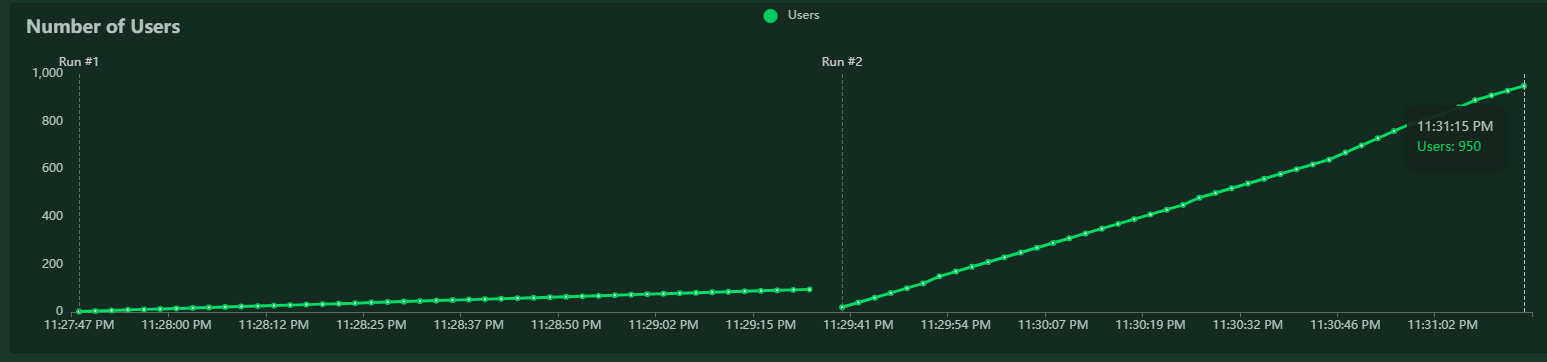 Number of Users
Users
Run #1
Run #2
1,000
800
600
400
200
0
11:31:15 PM
Users: 950
11:27:47 PM
11:28:00 PM
11:28:12 PM
11:28:25 PM
11:28:37 PM
11:28:50 PM
11:29:02 PM
11:29:15 PM
11:29:41 PM
11:29:54 PM
11:30:07 PM
11:30:19 PM
11:30:32 PM
11:30:46 PM
11:31:02 PM